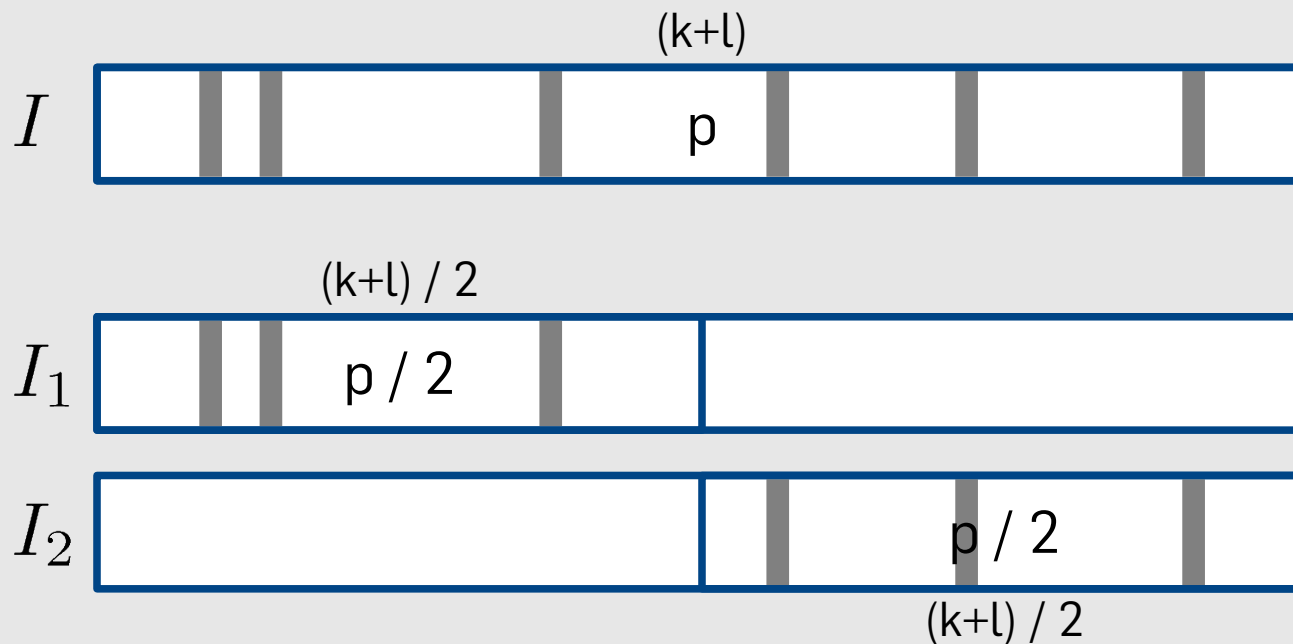 (k+l)
I p
(k+l) / 2
I₁ p / 2
I₂ p / 2
(k+l) / 2